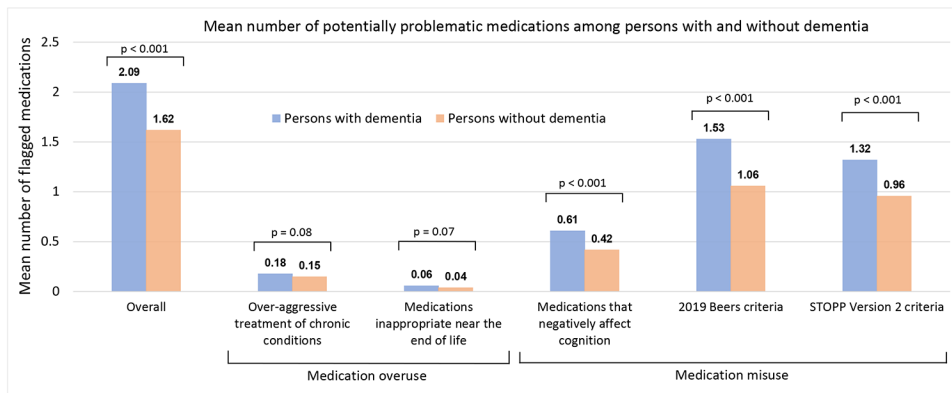 Mean number of potentially problematic medications among persons with and without dementia
Mean number of flagged medications
2.5
2
1.5
1
0.5
0
Persons with dementia
Persons without dementia
p < 0.001
2.09
1.62
p = 0.08
0.18
0.15
p = 0.07
0.06
0.04
p < 0.001
0.61
0.42
p < 0.001
1.53
1.06
p < 0.001
1.32
0.96
Overall
Over-aggressive
treatment of chronic
conditions
Medications
inappropriate near the
end of life
Medications that
negatively affect
cognition
2019 Beers criteria
STOPP Version 2 criteria
Medication overuse
Medication misuse